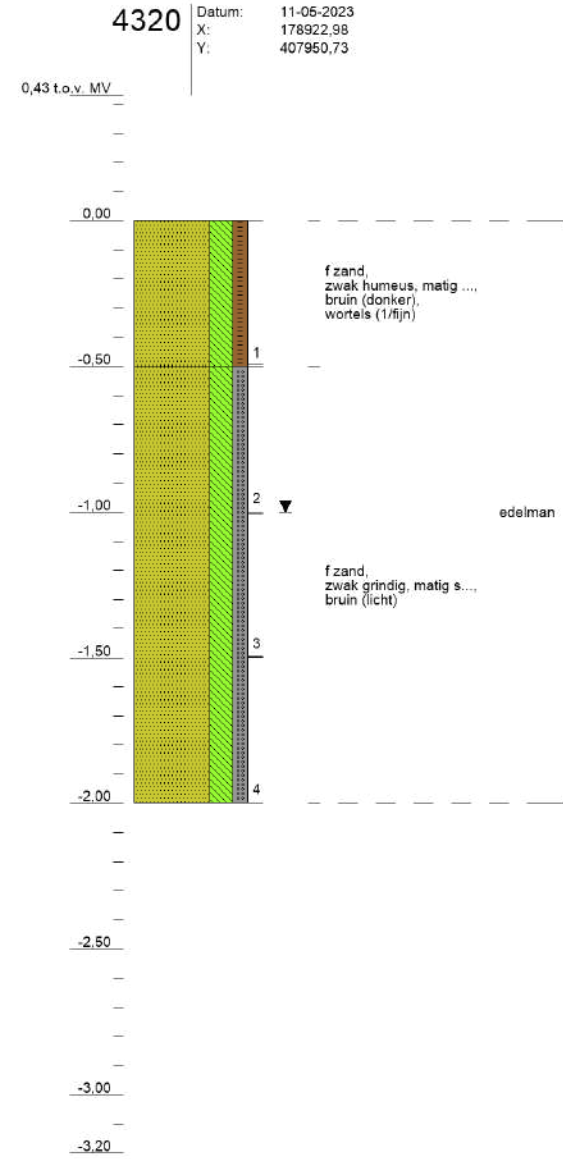 4320
Datum: 11-05-2023
X: 178922,98
Y: 407950,73
0,43 t.o.v. MV
0,00
f zand,
zwak humeus, matig ...,
bruin (donker),
wortels (1/fijn)
1
-0,50
2
-1,00
edelman
f zand,
zwak grindig, matig s...,
bruin (licht)
3
-1,50
4
-2,00
-2,50
-3,00
-3,20